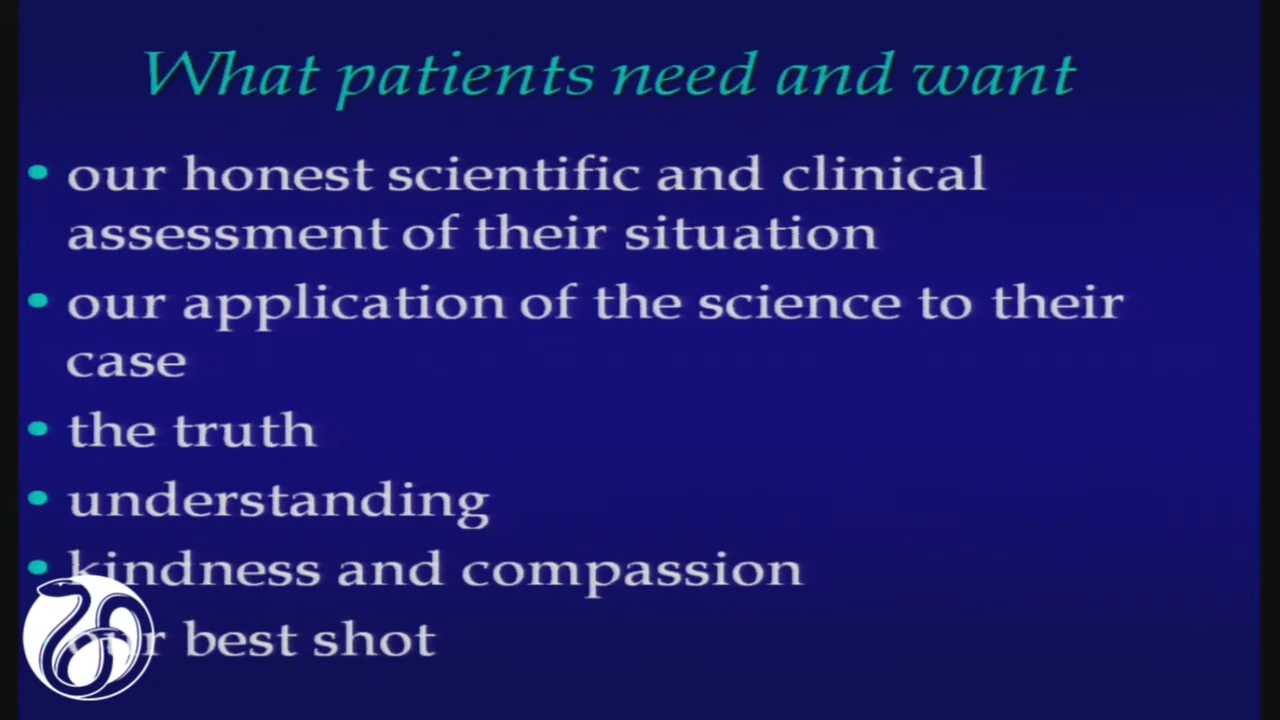 What patients need and want
• our honest scientific and clinical
assessment of their situation
• our application of the science to their
case
• the truth
• understanding
• kindness and compassion
our best shot